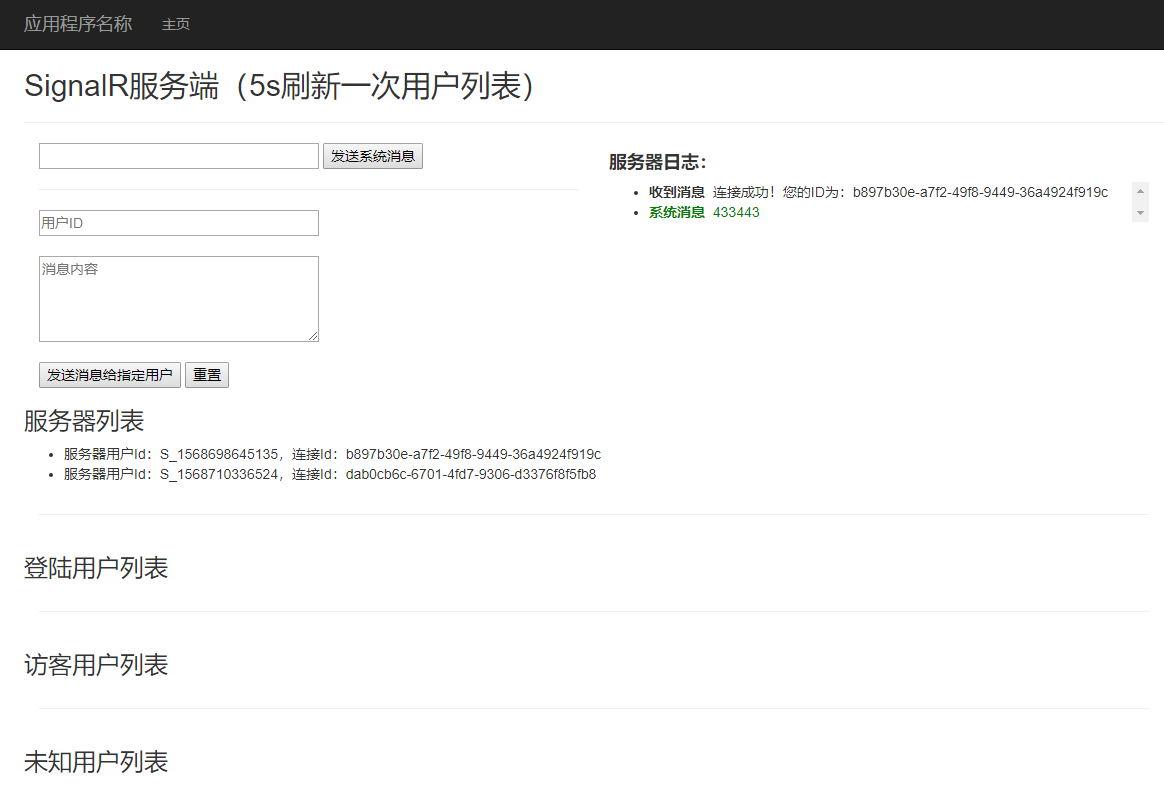 应用程序名称 主页
SignalR服务端（5s刷新一次用户列表）
发送系统消息
用户ID
消息内容
发送消息给指定用户 重置
服务器日志：
收到消息 连接成功！您的ID为：b897b30e-a7f2-49f8-9449-36a4924f919c
系统消息 433443
服务器列表
服务器用户Id：S_1568698645135，连接Id：b897b30e-a7f2-49f8-9449-36a4924f919c
服务器用户Id：S_1568710336524，连接Id：dab0cb6c-6701-4fd7-9306-d3376f8f5fb8
登陆用户列表
访客用户列表
未知用户列表